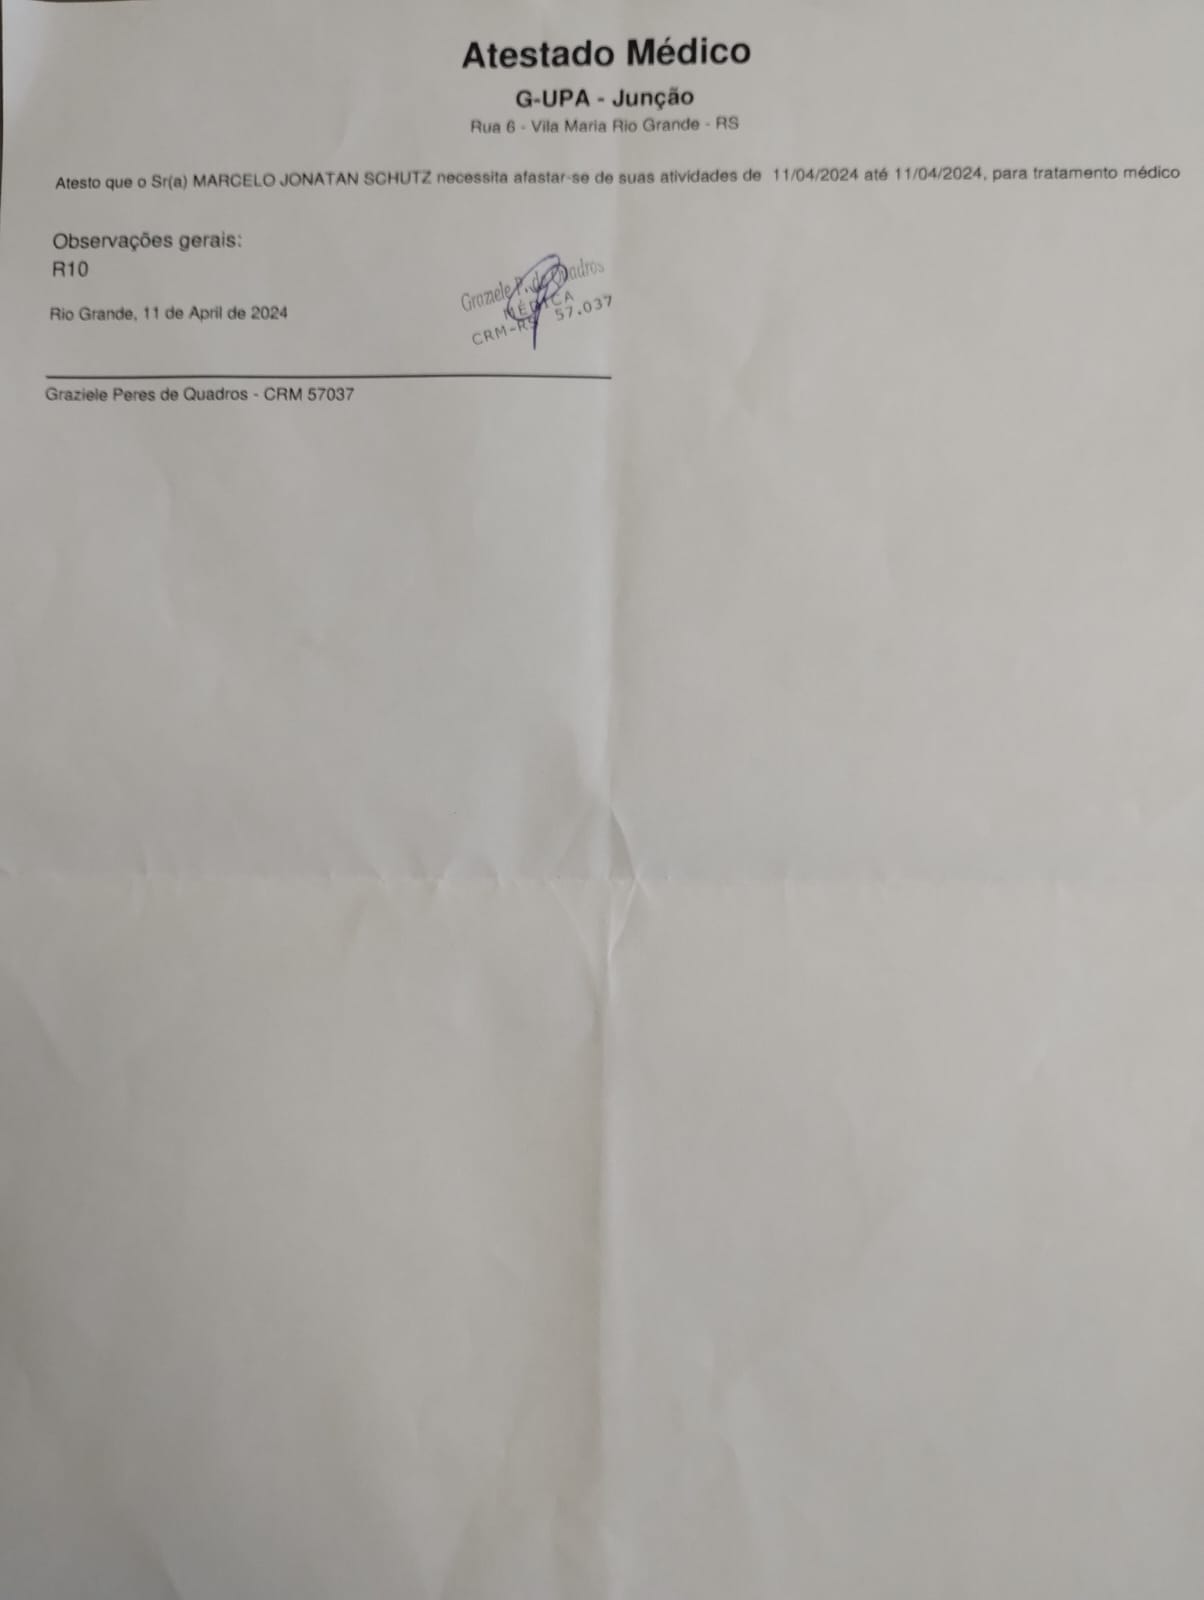 Atestado Médico
G-UPA - Junção
Rua 6 - Vila Maria Rio Grande - RS
Atesto que o Sr(a) MARCELO JONATAN SCHUTZ necessita afastar-se de suas atividades de 11/04/2024 até 11/04/2024, para tratamento médico
Observações gerais:
R10
Graziele P. de Quadros
MÉDICA
CRM-RS 57.037
Rio Grande, 11 de April de 2024
Graziele Peres de Quadros - CRM 57037